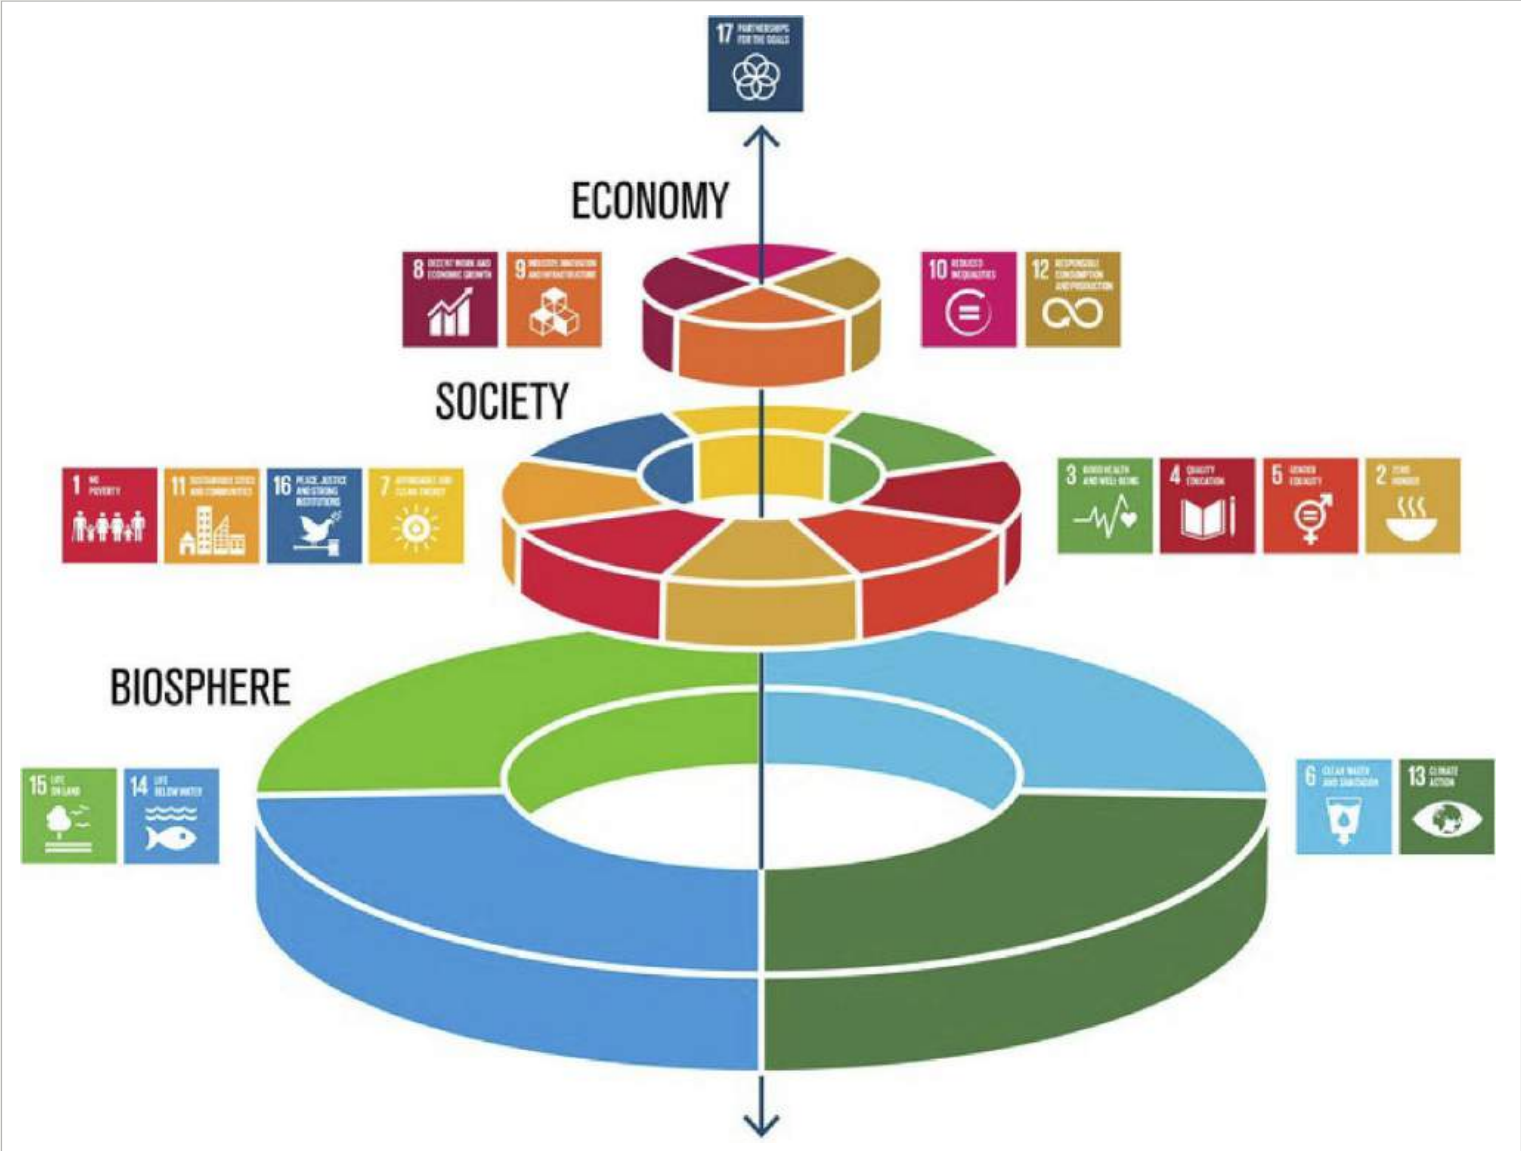 17 PARTNERSHIPS
FOR THE GOALS
ECONOMY
8 DECENT WORK AND
ECONOMIC GROWTH
9 INDUSTRY, INNOVATION
AND INFRASTRUCTURE
10 REDUCED
INEQUALITIES
12 RESPONSIBLE
CONSUMPTION
AND PRODUCTION
SOCIETY
1 NO
POVERTY
11 SUSTAINABLE CITIES
AND COMMUNITIES
16 PEACE, JUSTICE
AND STRONG
INSTITUTIONS
7 AFFORDABLE AND
CLEAN ENERGY
3 GOOD HEALTH
AND WELL-BEING
4 QUALITY
EDUCATION
5 GENDER
EQUALITY
2 ZERO
HUNGER
BIOSPHERE
15 LIFE
ON LAND
14 LIFE
BELOW WATER
6 CLEAN WATER
AND SANITATION
13 CLIMATE
ACTION